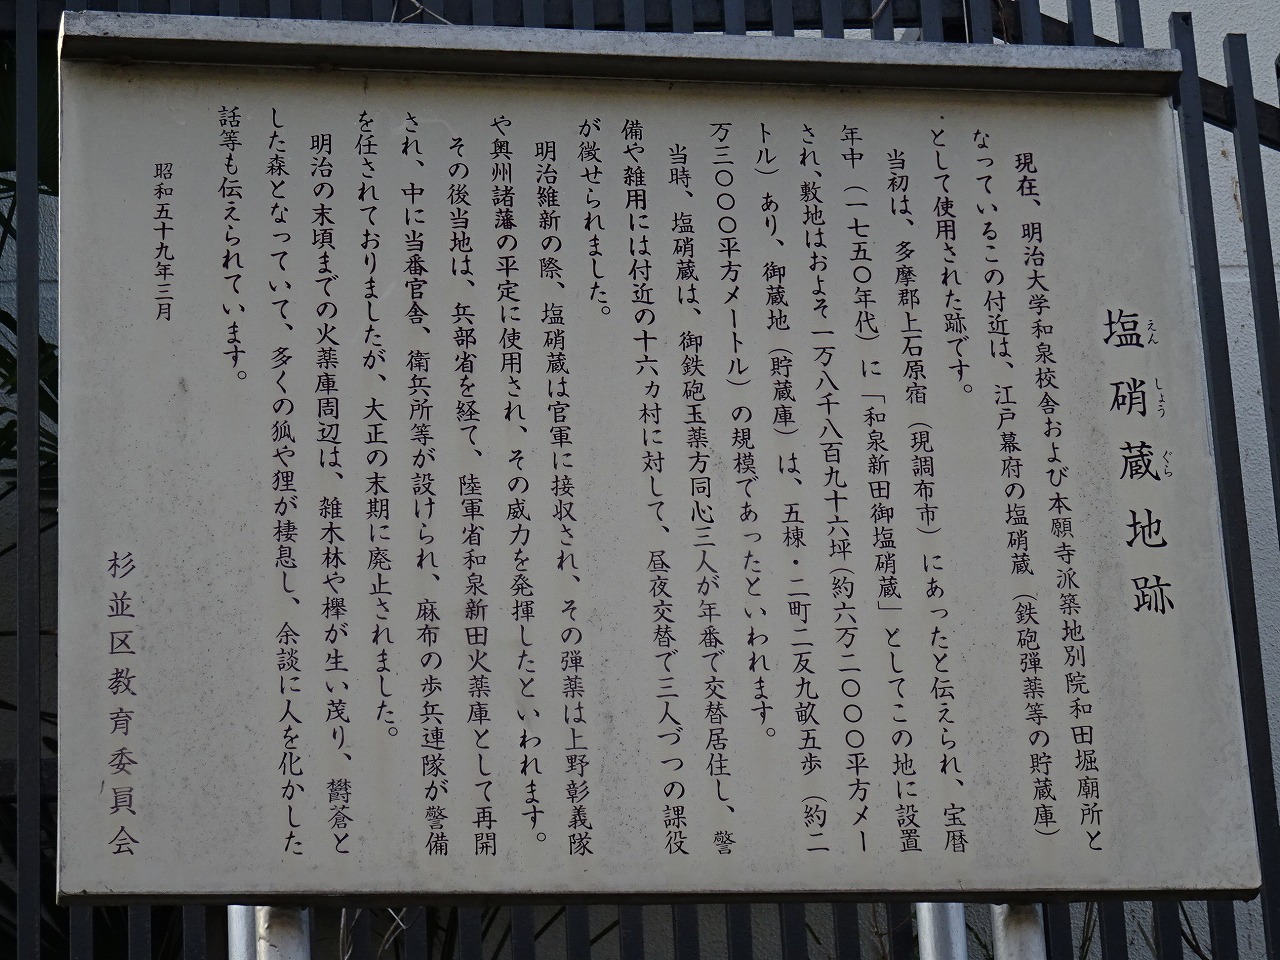 塩硝蔵地跡
えん しょう ぐら
現在、明治大学和泉校舎および本願寺派築地別院和田堀廟所と
なっているこの付近は、江戸幕府の塩硝蔵（鉄砲弾薬等の貯蔵庫）
として使用された跡です。
当初は、多摩郡上石原宿（現調布市）にあったと伝えられ、宝暦
年中（一七五〇年代）に「和泉新田御塩硝蔵」としてこの地に設置
され、敷地はおよそ一万八千八百九十六坪（約六万二〇〇〇平方メー
トル）あり、御蔵地（貯蔵庫）は、五棟・二町二反九畝五歩（約二
万三〇〇〇平方メートル）の規模であったといわれます。
当時、塩硝蔵は、御鉄砲玉薬方同心三人が年番で交替居住し、警
備や雑用には付近の十六カ村に対して、昼夜交替で三人づつの課役
が徴せられました。
明治維新の際、塩硝蔵は官軍に接収され、その弾薬は上野彰義隊
や奥州諸藩の平定に使用され、その威力を発揮したといわれます。
その後当地は、兵部省を経て、陸軍省和泉新田火薬庫として再開
され、中に当番官舎、衛兵所等が設けられ、麻布の歩兵連隊が警備
を任されておりましたが、大正の末期に廃止されました。
明治の末頃までの火薬庫周辺は、雑木林や欅が生い茂り、欝蒼と
した森となっていて、多くの狐や狸が棲息し、余談に人を化かした
話等も伝えられています。
昭和五十九年三月
杉並区教育委員会